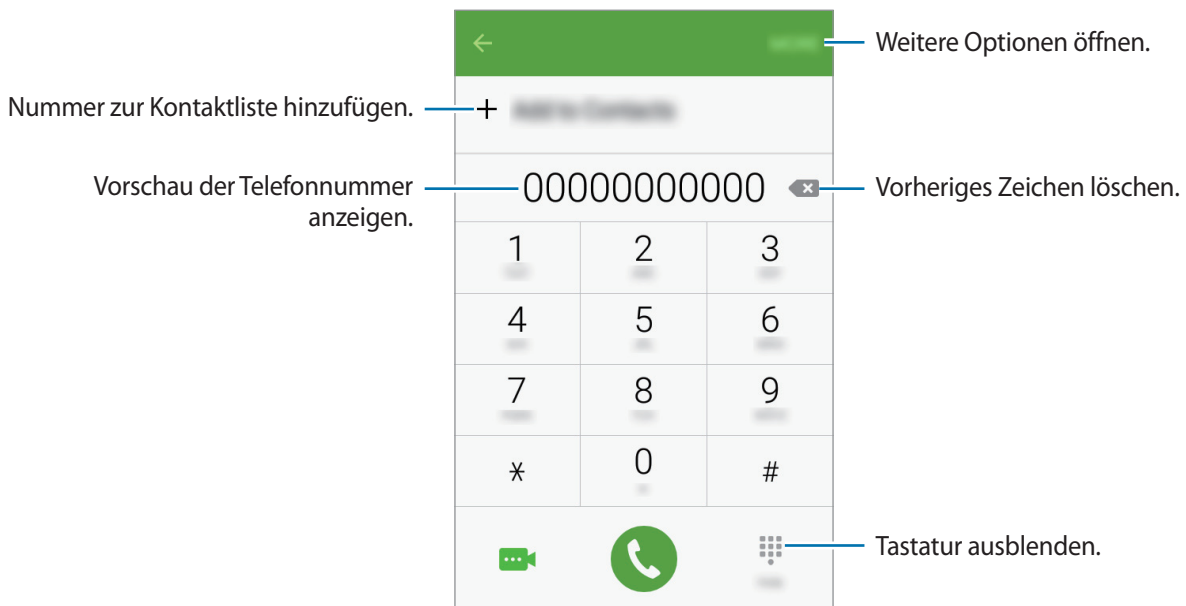 Weitere Optionen öffnen.
Nummer zur Kontaktliste hinzufügen.
Vorschau der Telefonnummer
anzeigen.
00000000000
Vorheriges Zeichen löschen.
1 2 3
4 5 6
7 8 9
* 0 #
Tastatur ausblenden.